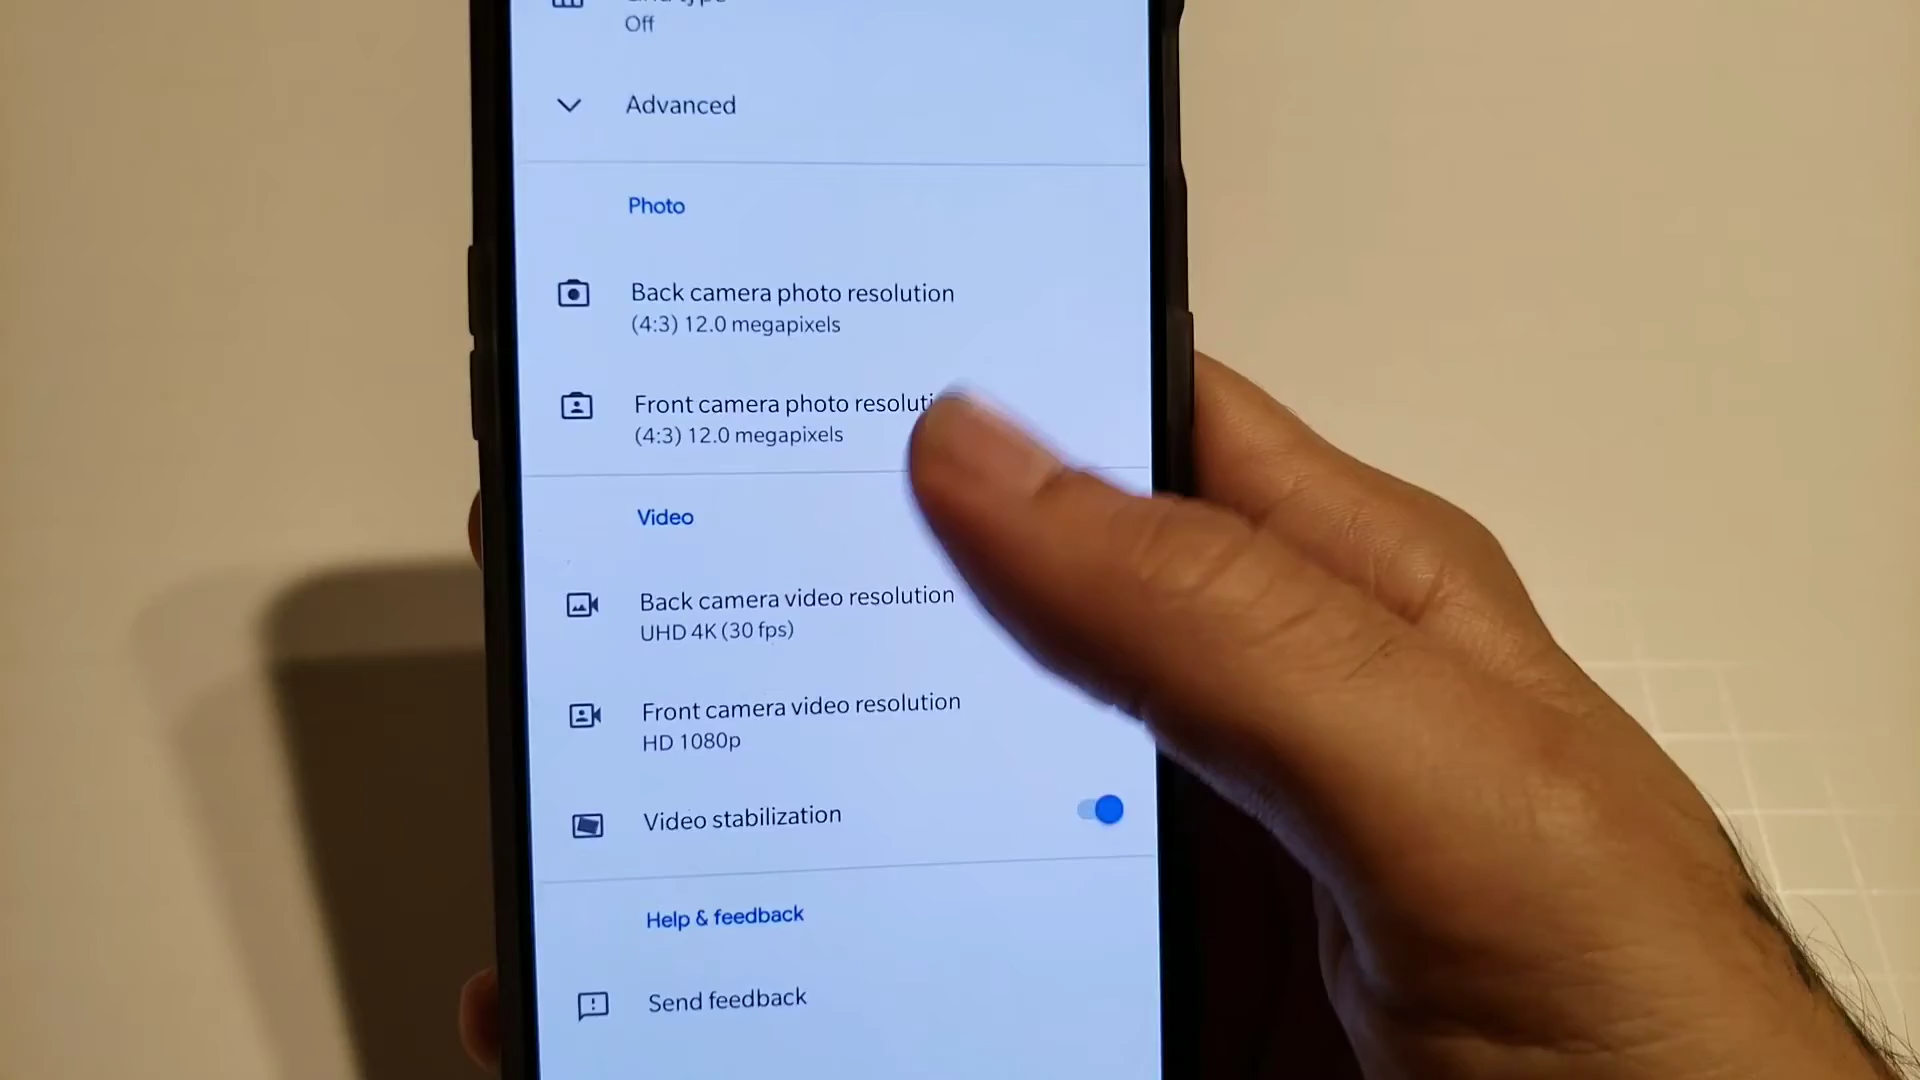 type
Off
Advanced
Photo
Back camera photo resolution
(4:3) 12.0 megapixels
Front camera photo resoluti
(4:3) 12.0 megapixels
Video
Back camera video resolution
UHD 4K (30 fps)
Front camera video resolution
HD 1080p
Video stabilization
Help & feedback
Send feedback